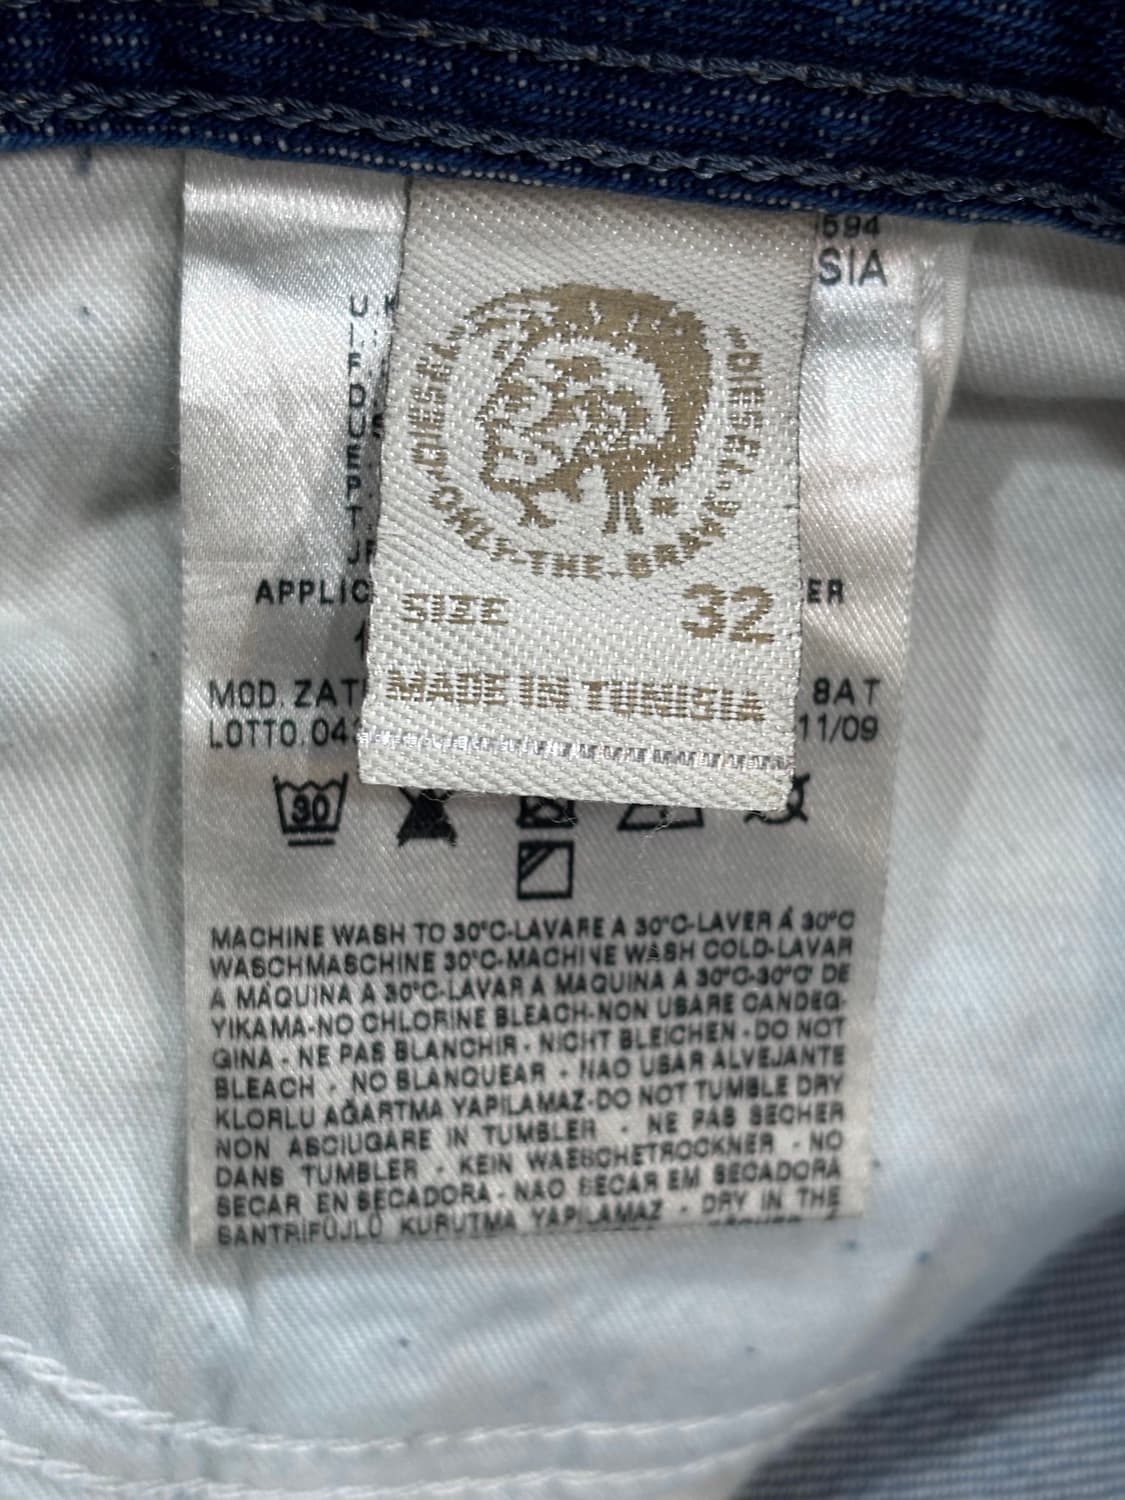 594
SIA
DIESEL
DIESEL
ONLY·THE·BRAVE
SIZE 32
MADE IN TUNISIA
MOD. ZAT 8AT
LOTTO.04 11/09
30
MACHINE WASH TO 30°C-LAVARE A 30°C-LAVER Á 30°C
WASCHMASCHINE 30°C-MACHINE WASH COLD-LAVAR
A MÁQUINA A 30°C-LAVAR A MAQUINA A 30°C-30°C' DE
YIKAMA-NO CHLORINE BLEACH-NON USARE CANDEG-
GINA - NE PAS BLANCHIR - NICHT BLEICHEN - DO NOT
BLEACH - NO BLANQUEAR - NAO USAR ALVEJANTE
KLORLU AĞARTMA YAPILAMAZ-DO NOT TUMBLE DRY
NON ASCIUGARE IN TUMBLER - NE PAS SECHER
DANS TUMBLER - KEIN WAESCHETROCKNER - NO
SECAR EN SECADORA - NAO SECAR EM SECADORA
SANTRİFÜJLÜ KURUTMA YAPILAMAZ - DRY IN THE